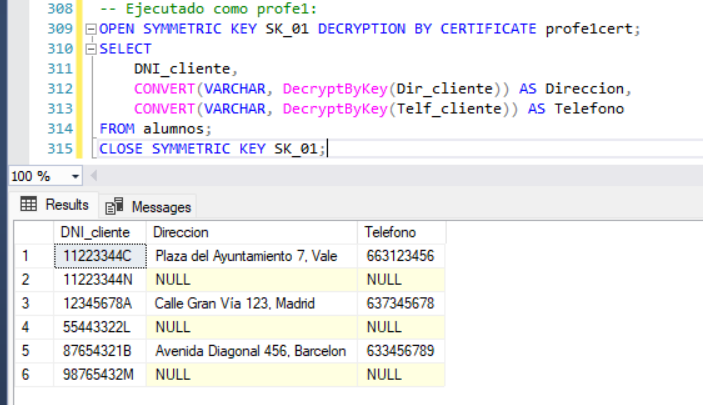 308 -- Ejecutado como profe1:
309 OPEN SYMMETRIC KEY SK_01 DECRYPTION BY CERTIFICATE profe1cert;
310 SELECT
311 DNI_cliente,
312 CONVERT(VARCHAR, DecryptByKey(Dir_cliente)) AS Direccion,
313 CONVERT(VARCHAR, DecryptByKey(Telf_cliente)) AS Telefono
314 FROM alumnos;
315 CLOSE SYMMETRIC KEY SK_01;
100 %
Results Messages
DNI_cliente Direccion Telefono
1 11223344C Plaza del Ayuntamiento 7, Vale 663123456
2 11223344N NULL NULL
3 12345678A Calle Gran Vía 123, Madrid 637345678
4 55443322L NULL NULL
5 87654321B Avenida Diagonal 456, Barcelon 633456789
6 98765432M NULL NULL